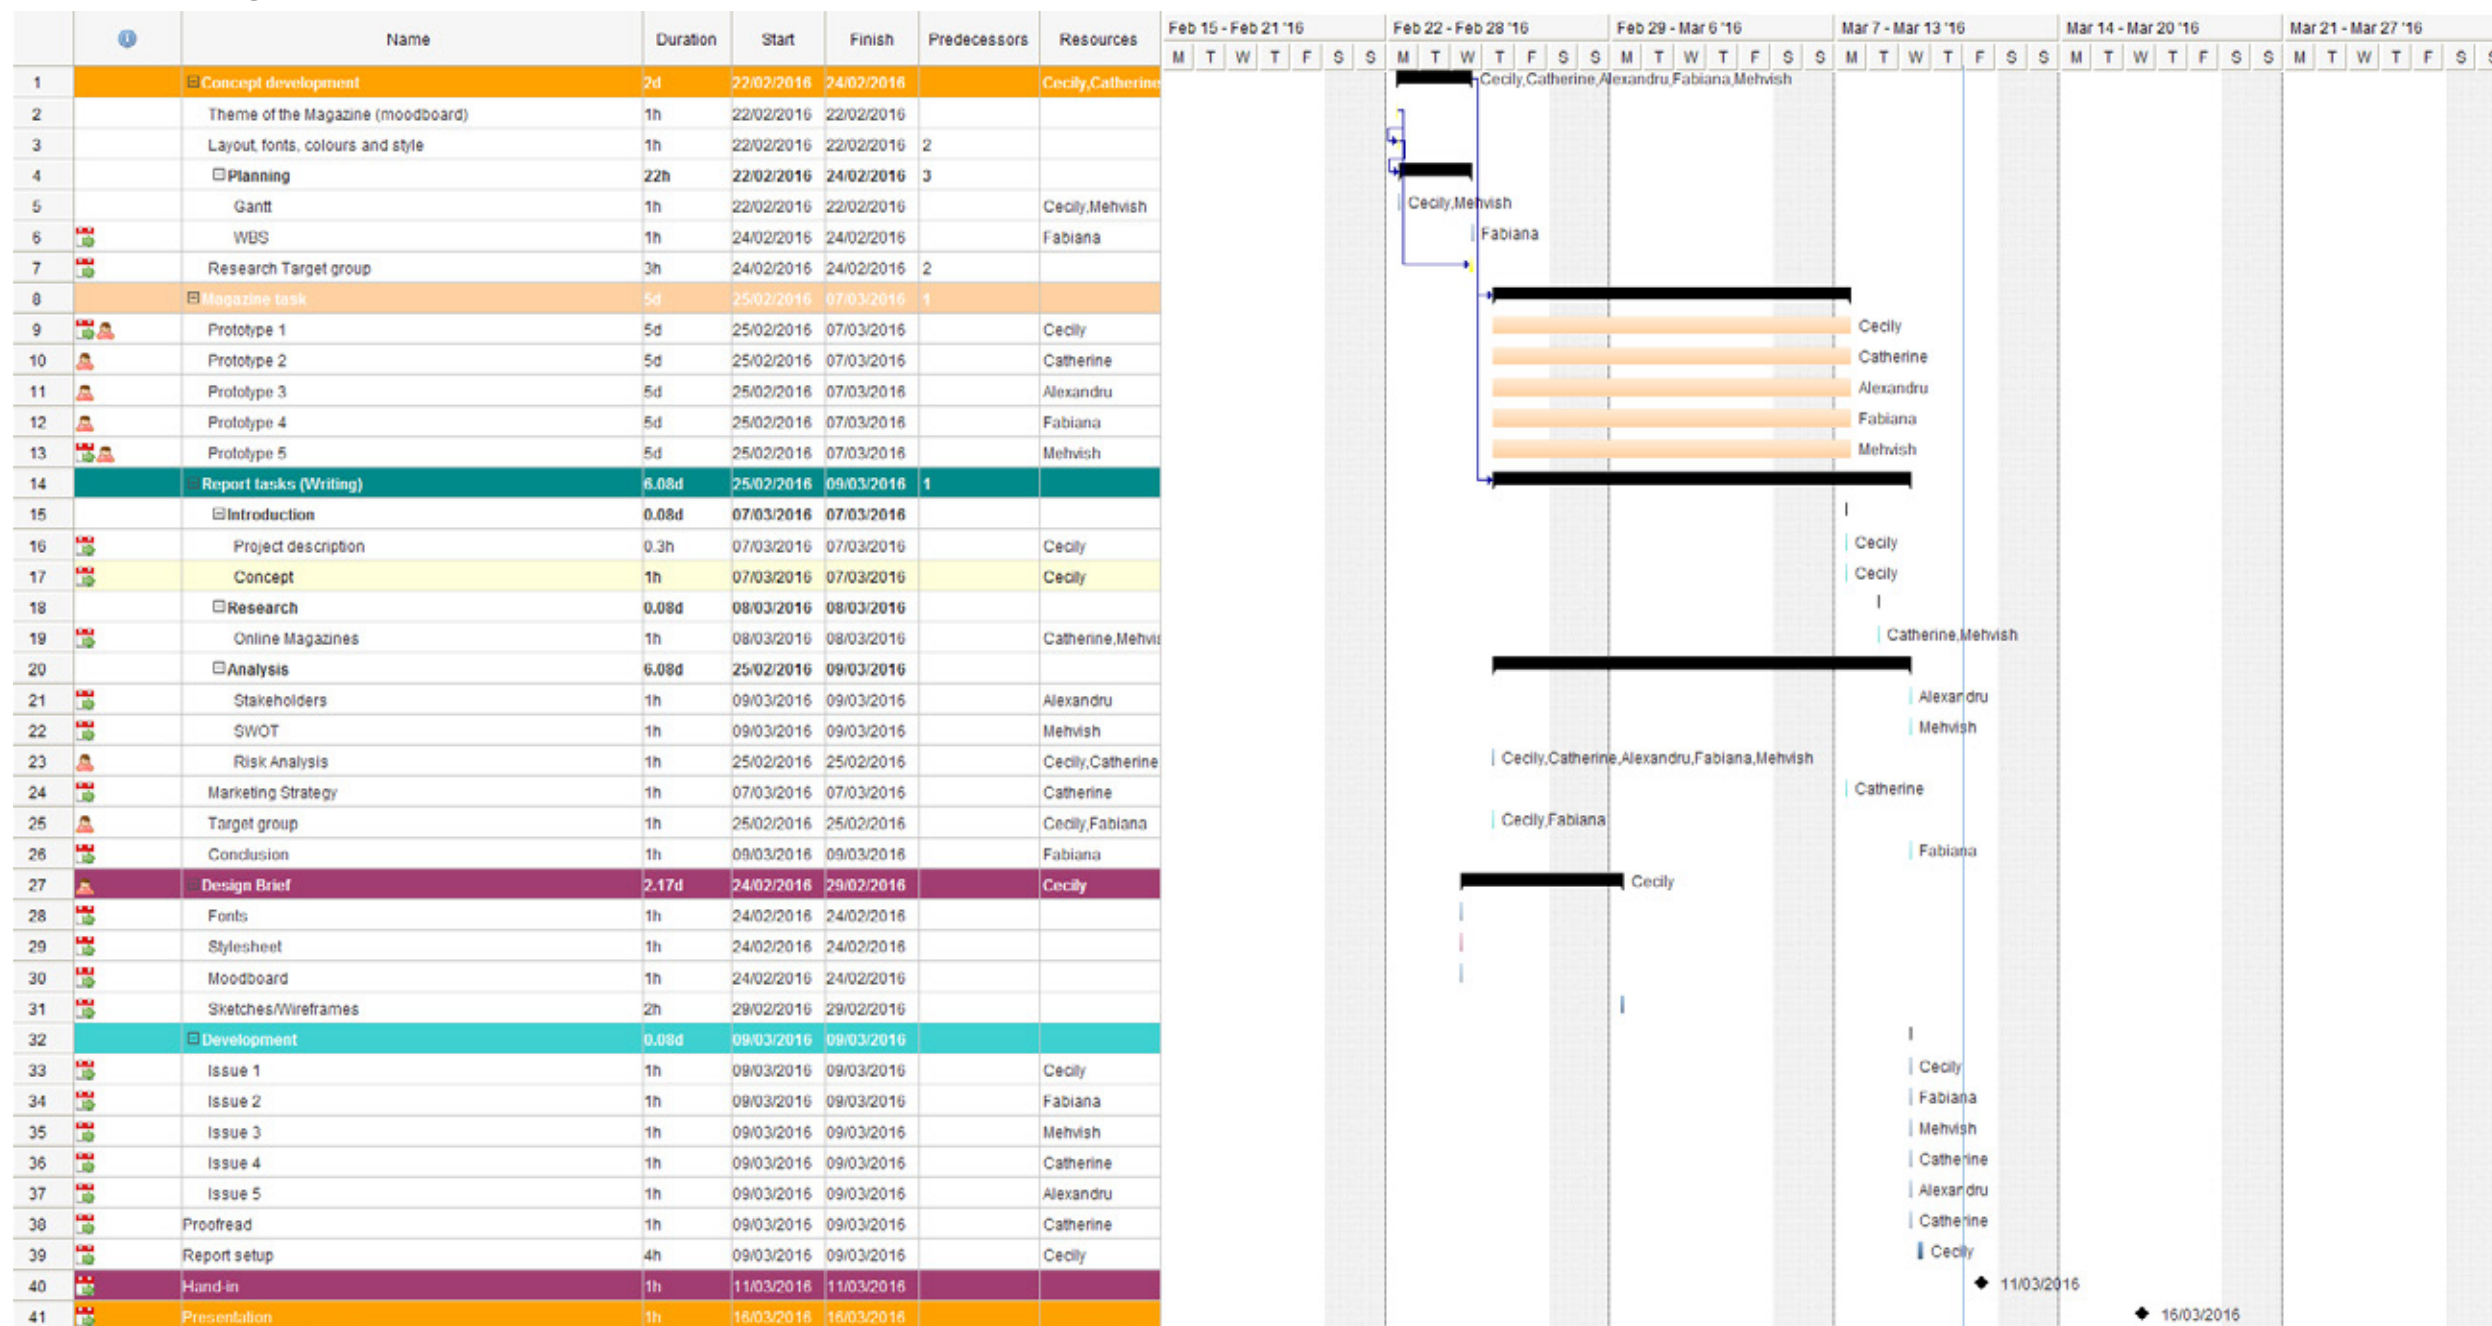 Name Duration Start Finish Predecessors Resources Feb 15 - Feb 21 '16 Feb 22 - Feb 28 '16 Feb 29 - Mar 6 '16 Mar 7 - Mar 13 '16 Mar 14 - Mar 20 '16 Mar 21 - Mar 27 '16
M T W T F S S M T W T F S S M T W T F S S M T W T F S S M T W T F S S M T W T F S
1 Concept development 2d 22/02/2016 24/02/2016 Cecily,Catherine Cecily,Catherine,Alexandru,Fabiana,Mehvish
2 Theme of the Magazine (moodboard) 1h 22/02/2016 22/02/2016
3 Layout, fonts, colours and style 1h 22/02/2016 22/02/2016 2
4 Planning 22h 22/02/2016 24/02/2016 3
5 Gantt 1h 22/02/2016 22/02/2016 Cecily,Mehvish Cecily,Mehvish
6 WBS 1h 24/02/2016 24/02/2016 Fabiana Fabiana
7 Research Target group 3h 24/02/2016 24/02/2016 2
8 Magazine task 5d 25/02/2016 07/03/2016 1
9 Prototype 1 5d 25/02/2016 07/03/2016 Cecily Cecily
10 Prototype 2 5d 25/02/2016 07/03/2016 Catherine Catherine
11 Prototype 3 5d 25/02/2016 07/03/2016 Alexandru Alexandru
12 Prototype 4 5d 25/02/2016 07/03/2016 Fabiana Fabiana
13 Prototype 5 5d 25/02/2016 07/03/2016 Mehvish Mehvish
14 Report tasks (Writing) 6.08d 25/02/2016 09/03/2016 1
15 Introduction 0.08d 07/03/2016 07/03/2016
16 Project description 0.3h 07/03/2016 07/03/2016 Cecily Cecily
17 Concept 1h 07/03/2016 07/03/2016 Cecily Cecily
18 Research 0.08d 08/03/2016 08/03/2016
19 Online Magazines 1h 08/03/2016 08/03/2016 Catherine,Mehvis Catherine,Mehvish
20 Analysis 6.08d 25/02/2016 09/03/2016
21 Stakeholders 1h 09/03/2016 09/03/2016 Alexandru Alexandru
22 SWOT 1h 09/03/2016 09/03/2016 Mehvish Mehvish
23 Risk Analysis 1h 25/02/2016 25/02/2016 Cecily,Catherine Cecily,Catherine,Alexandru,Fabiana,Mehvish
24 Marketing Strategy 1h 07/03/2016 07/03/2016 Catherine Catherine
25 Target group 1h 25/02/2016 25/02/2016 Cecily,Fabiana Cecily,Fabiana
26 Conclusion 1h 09/03/2016 09/03/2016 Fabiana Fabiana
27 Design Brief 2.17d 24/02/2016 29/02/2016 Cecily Cecily
28 Fonts 1h 24/02/2016 24/02/2016
29 Stylesheet 1h 24/02/2016 24/02/2016
30 Moodboard 1h 24/02/2016 24/02/2016
31 Sketches/Wireframes 2h 29/02/2016 29/02/2016
32 Development 0.08d 09/03/2016 09/03/2016
33 Issue 1 1h 09/03/2016 09/03/2016 Cecily Cecily
34 Issue 2 1h 09/03/2016 09/03/2016 Fabiana Fabiana
35 Issue 3 1h 09/03/2016 09/03/2016 Mehvish Mehvish
36 Issue 4 1h 09/03/2016 09/03/2016 Catherine Catherine
37 Issue 5 1h 09/03/2016 09/03/2016 Alexandru Alexandru
38 Proofread 1h 09/03/2016 09/03/2016 Catherine Catherine
39 Report setup 4h 09/03/2016 09/03/2016 Cecily Cecily
40 Hand-in 1h 11/03/2016 11/03/2016 11/03/2016
41 Presentation 1h 16/03/2016 16/03/2016 16/03/2016